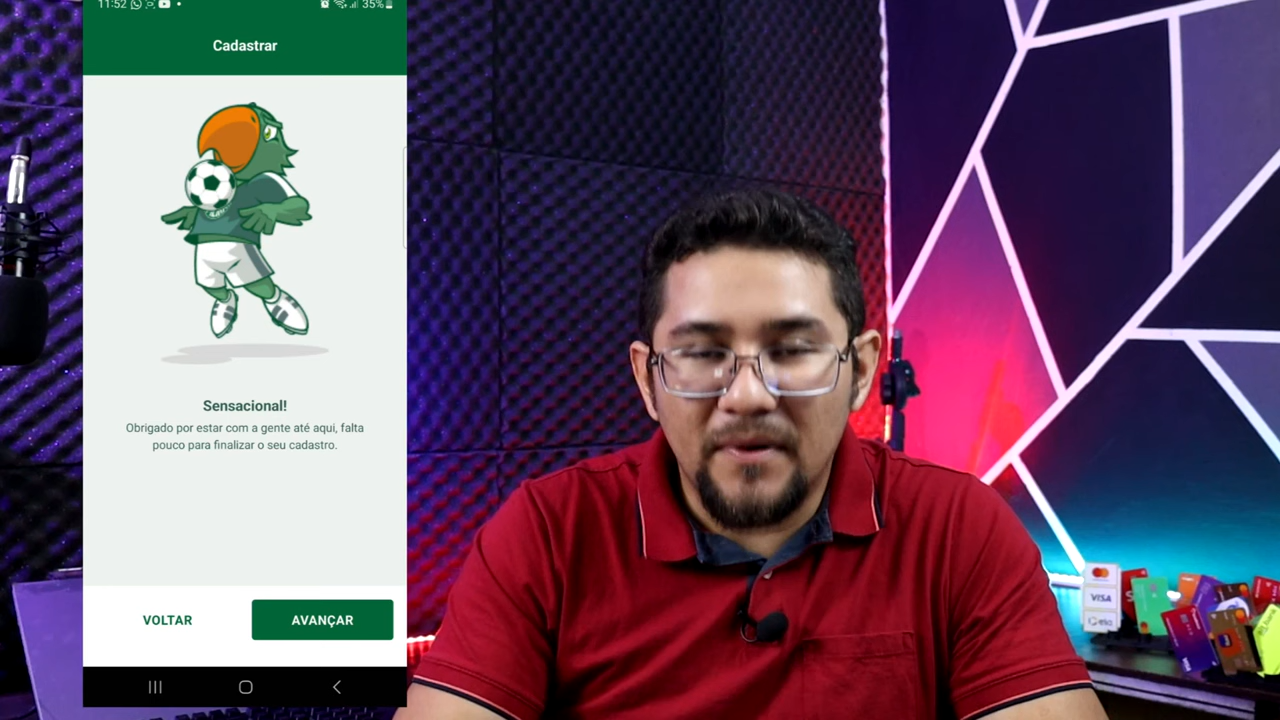 11:52
35%
Cadastrar
Sensacional!
Obrigado por estar com a gente até aqui, falta
pouco para finalizar o seu cadastro.
VOLTAR
AVANÇAR
VISA
elo